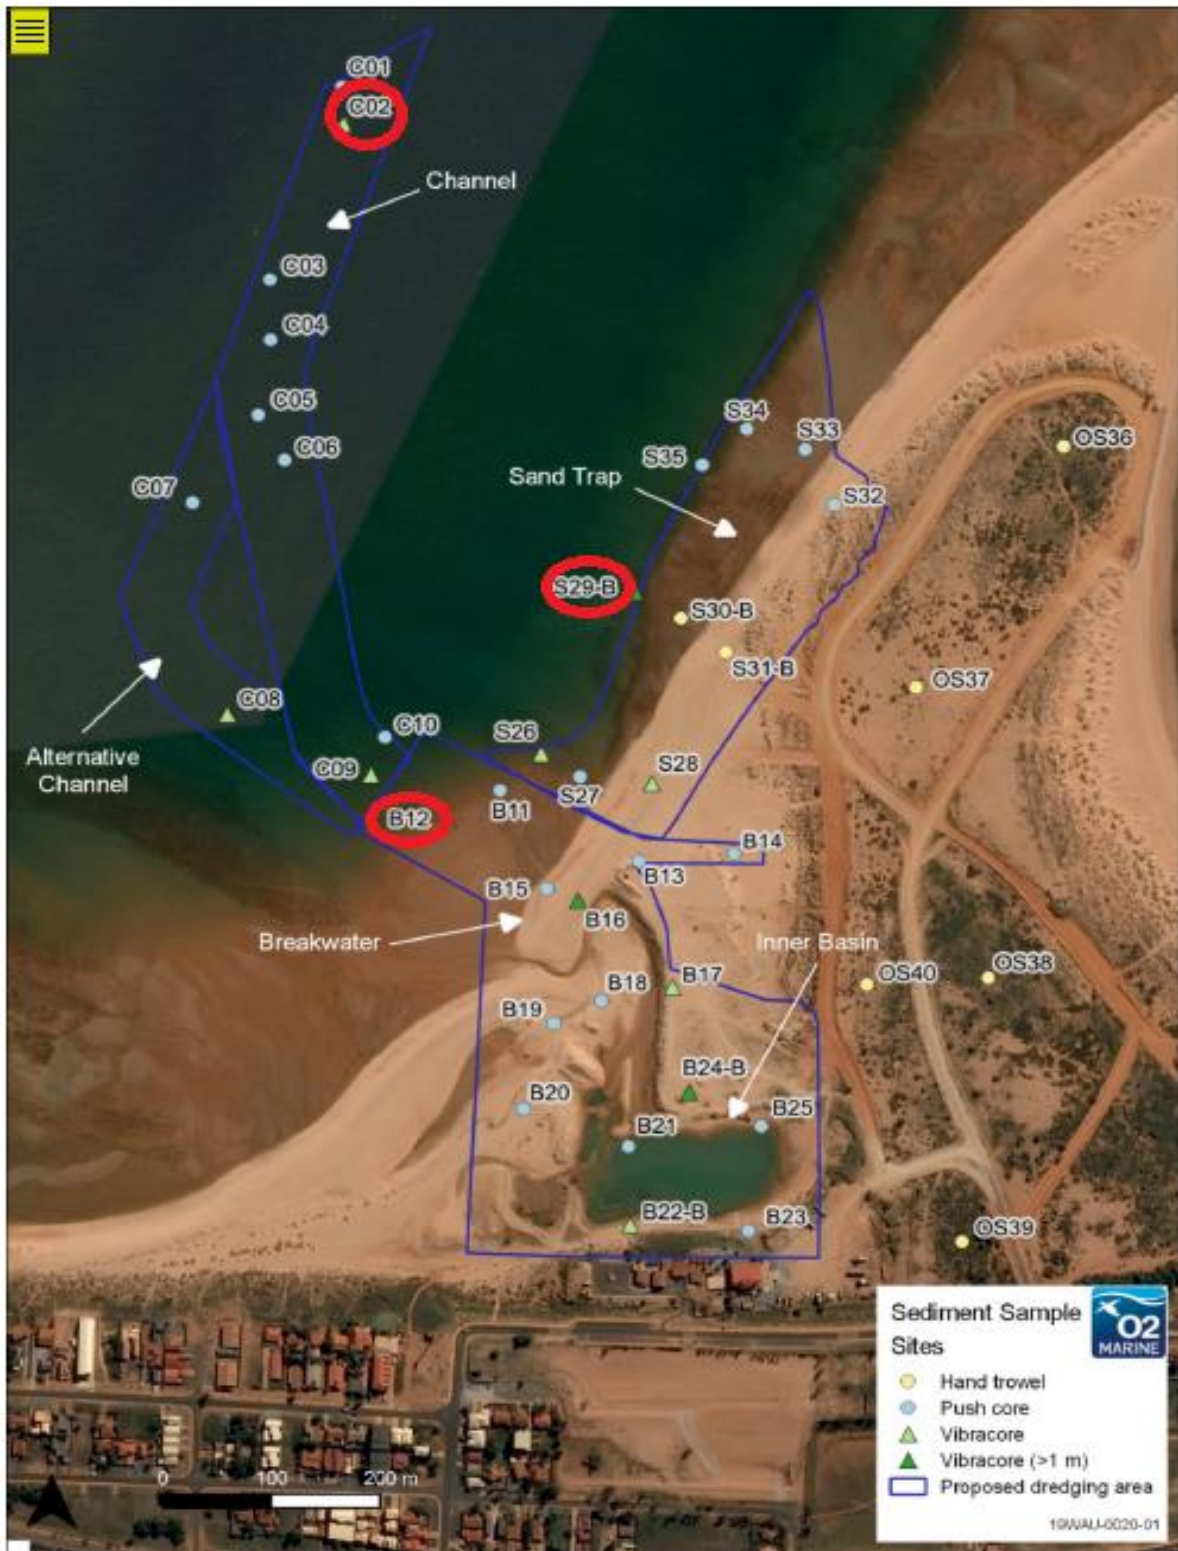 C01
C02
Channel
C03
C04
C05
C06
C07
S34
S33
S35
OS36
Sand Trap
S32
S29-B
S30-B
S31-B
OS37
C08
C10
S26
Alternative
Channel
C09
S28
S27
B12
B11
B14
B13
B15
B16
Breakwater
Inner Basin
B17
OS40
OS38
B18
B19
B24-B
B20
B25
B21
B22-B
B23
OS39
Sediment Sample
Sites
O2
MARINE
Hand trowel
Push core
Vibracore
Vibracore (>1 m)
Proposed dredging area
19WAU-0020-01
0 100 200 m